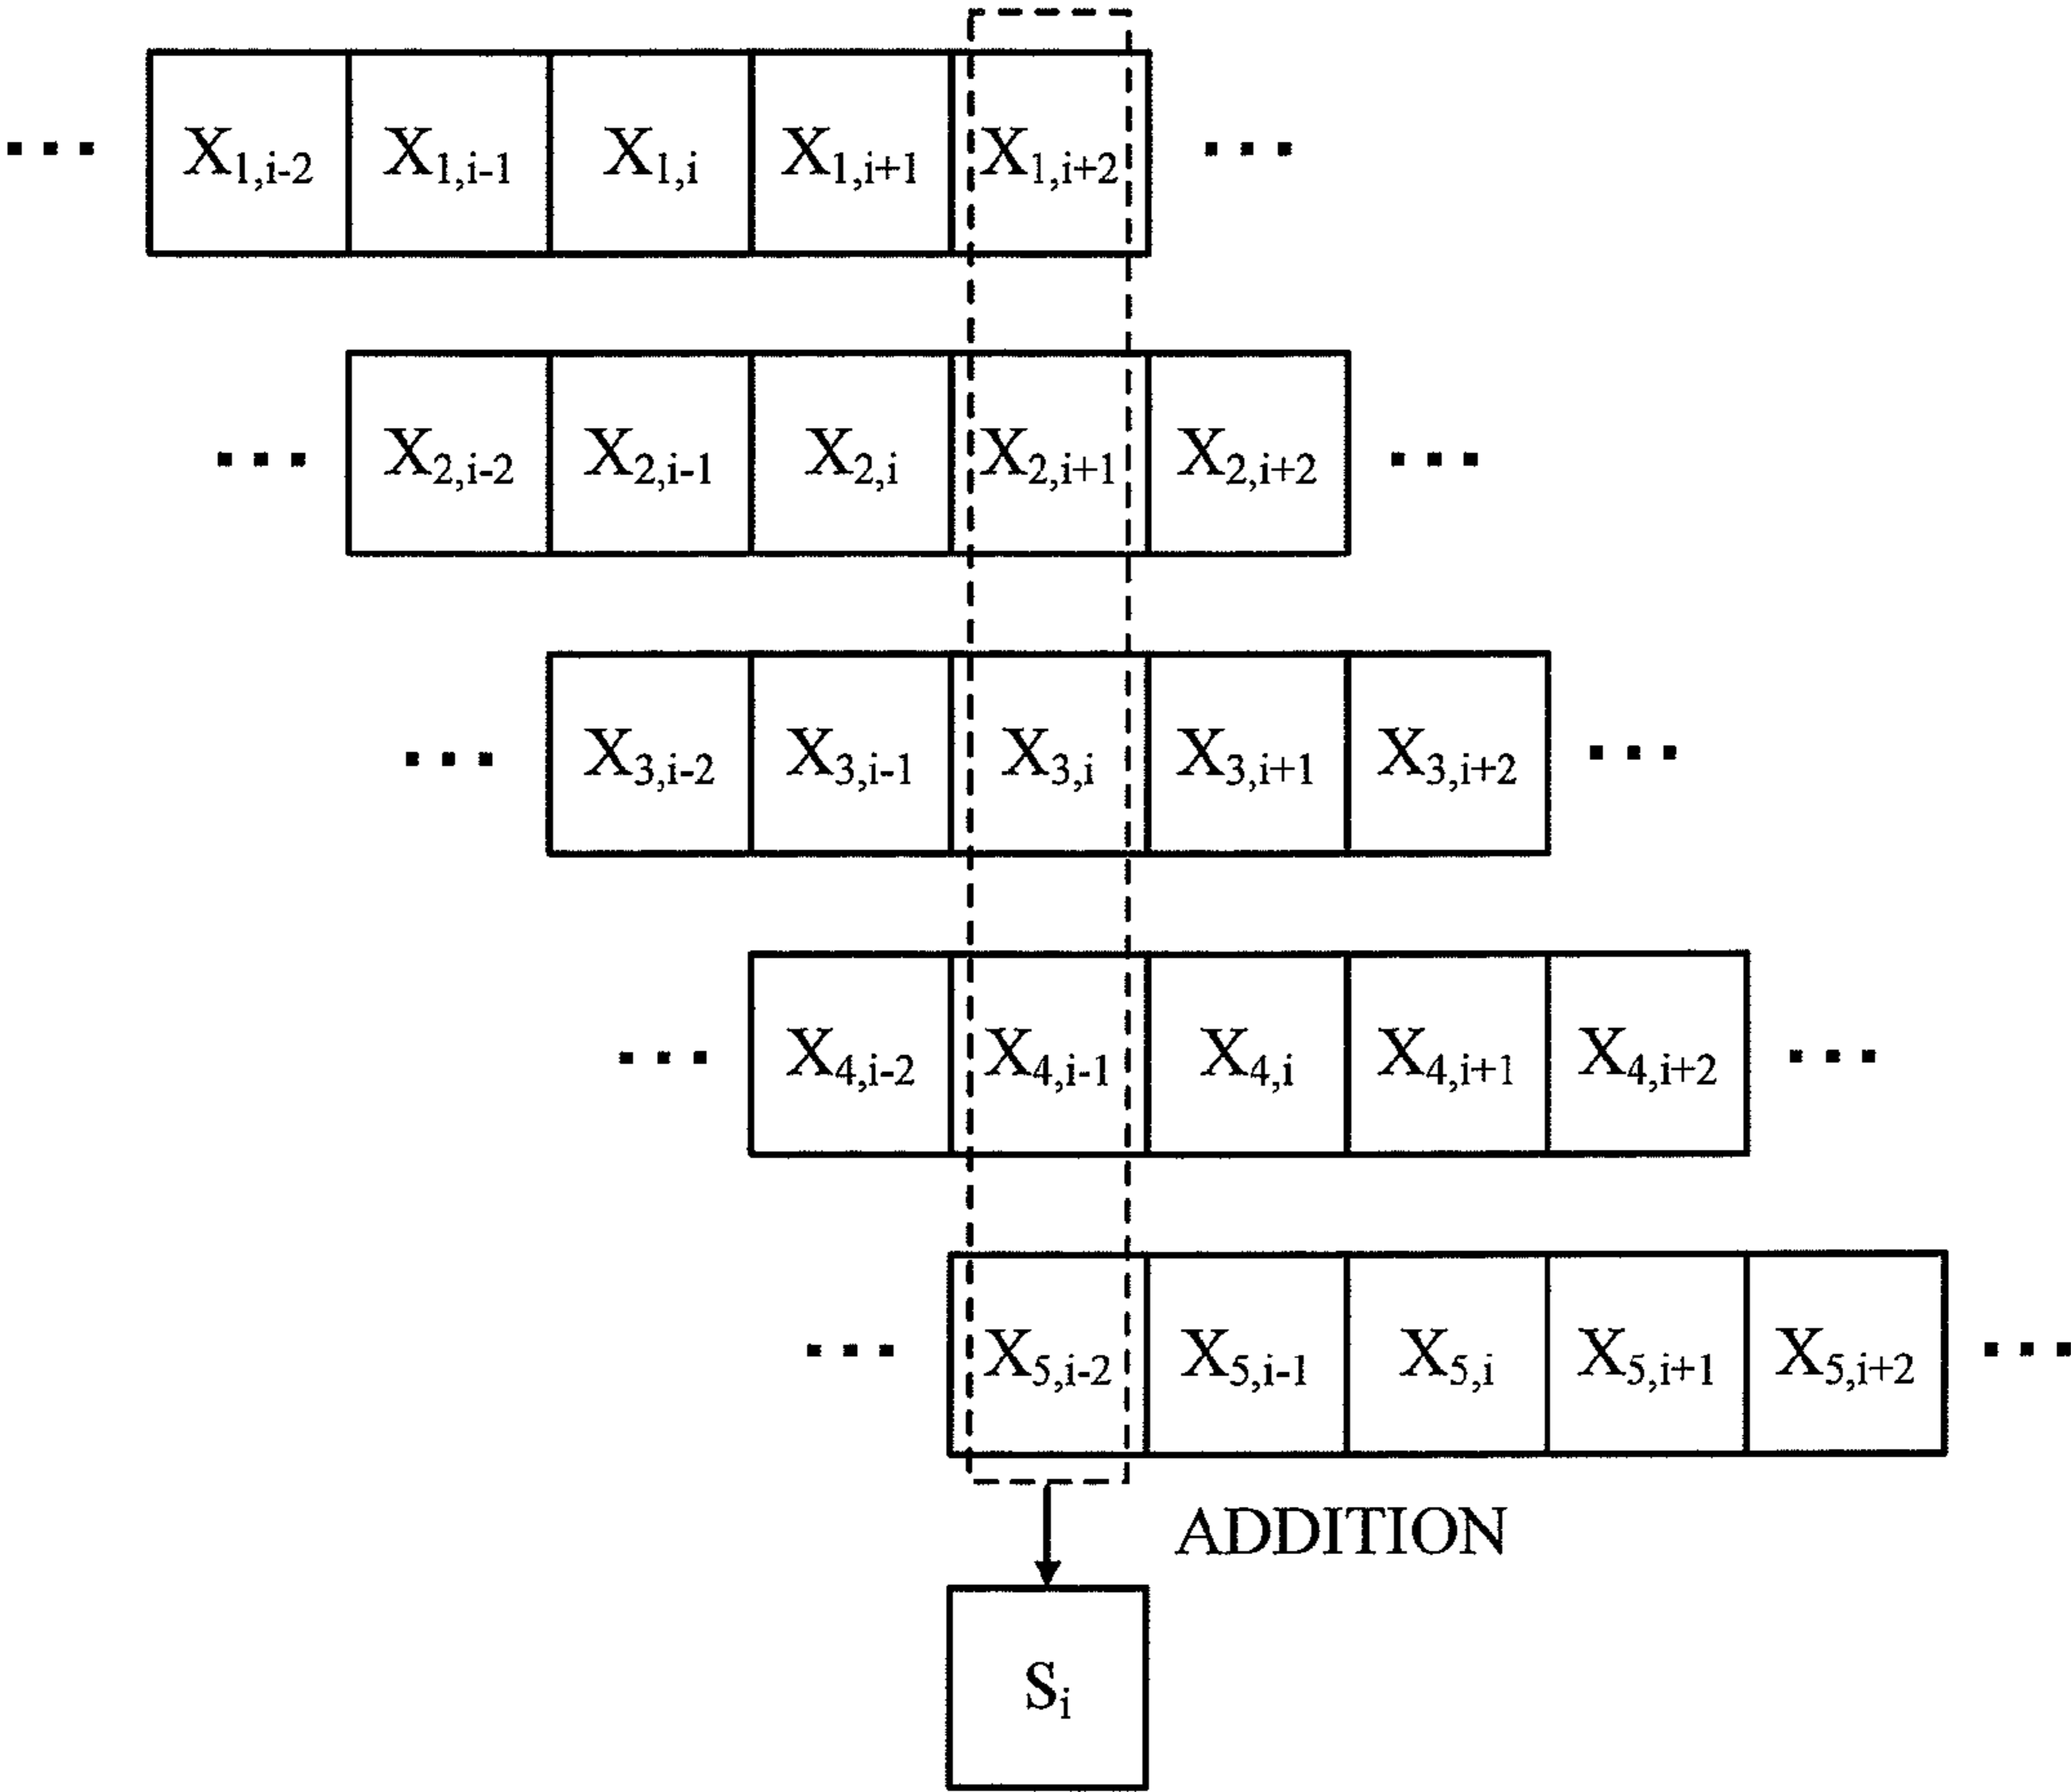 ... X1,i-2 X1,i-1 X1,i X1,i+1 X1,i+2 ...
... X2,i-2 X2,i-1 X2,i X2,i+1 X2,i+2 ...
... X3,i-2 X3,i-1 X3,i X3,i+1 X3,i+2 ...
... X4,i-2 X4,i-1 X4,i X4,i+1 X4,i+2 ...
... X5,i-2 X5,i-1 X5,i X5,i+1 X5,i+2 ...
ADDITION
Si